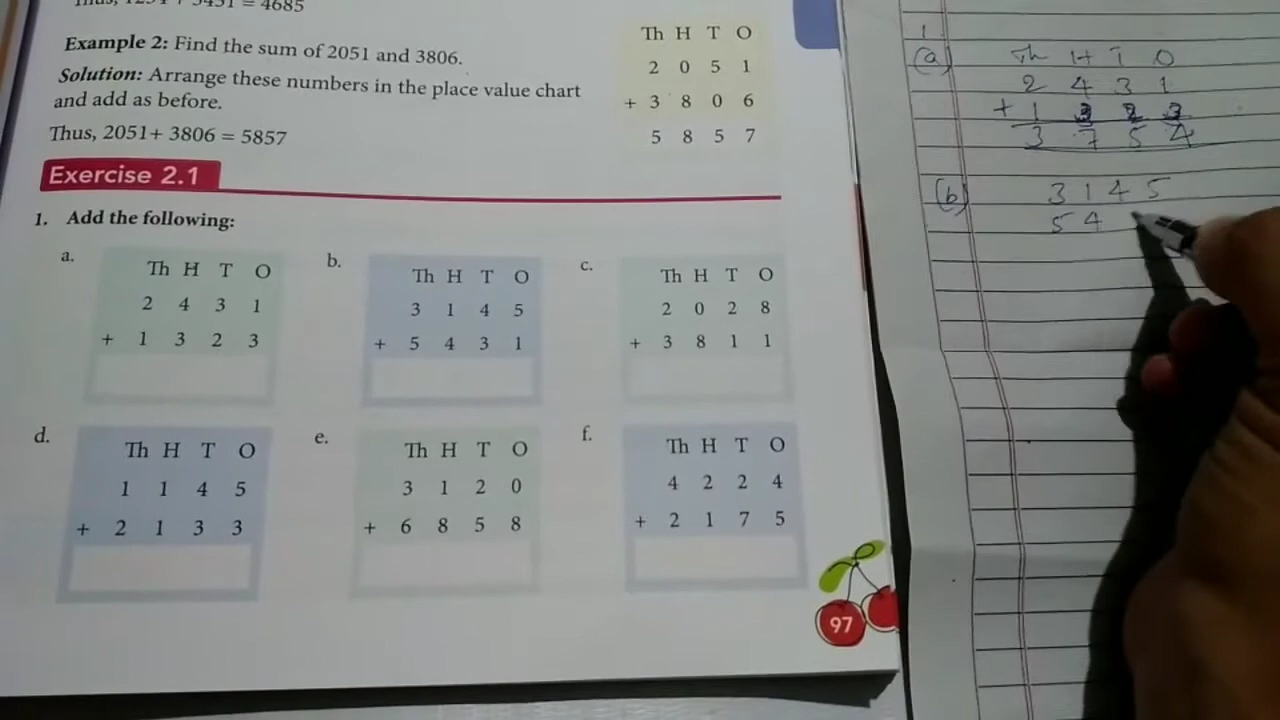 Thus, 1254 + 3431 = 4685
Example 2: Find the sum of 2051 and 3806.
Solution: Arrange these numbers in the place value chart
and add as before.
Thus, 2051+ 3806 = 5857
Th H T O
2 0 5 1
+ 3 8 0 6
5 8 5 7
Exercise 2.1
1. Add the following:
a.
Th H T O
2 4 3 1
+ 1 3 2 3
b.
Th H T O
3 1 4 5
+ 5 4 3 1
c.
Th H T O
2 0 2 8
+ 3 8 1 1
d.
Th H T O
1 1 4 5
+ 2 1 3 3
e.
Th H T O
3 1 2 0
+ 6 8 5 8
f.
Th H T O
4 2 2 4
+ 2 1 7 5
97
1
(a) Th H T O
2 4 3 1
+ 1 3 2 3
3 7 5 4
(b) 3 1 4 5
5 4